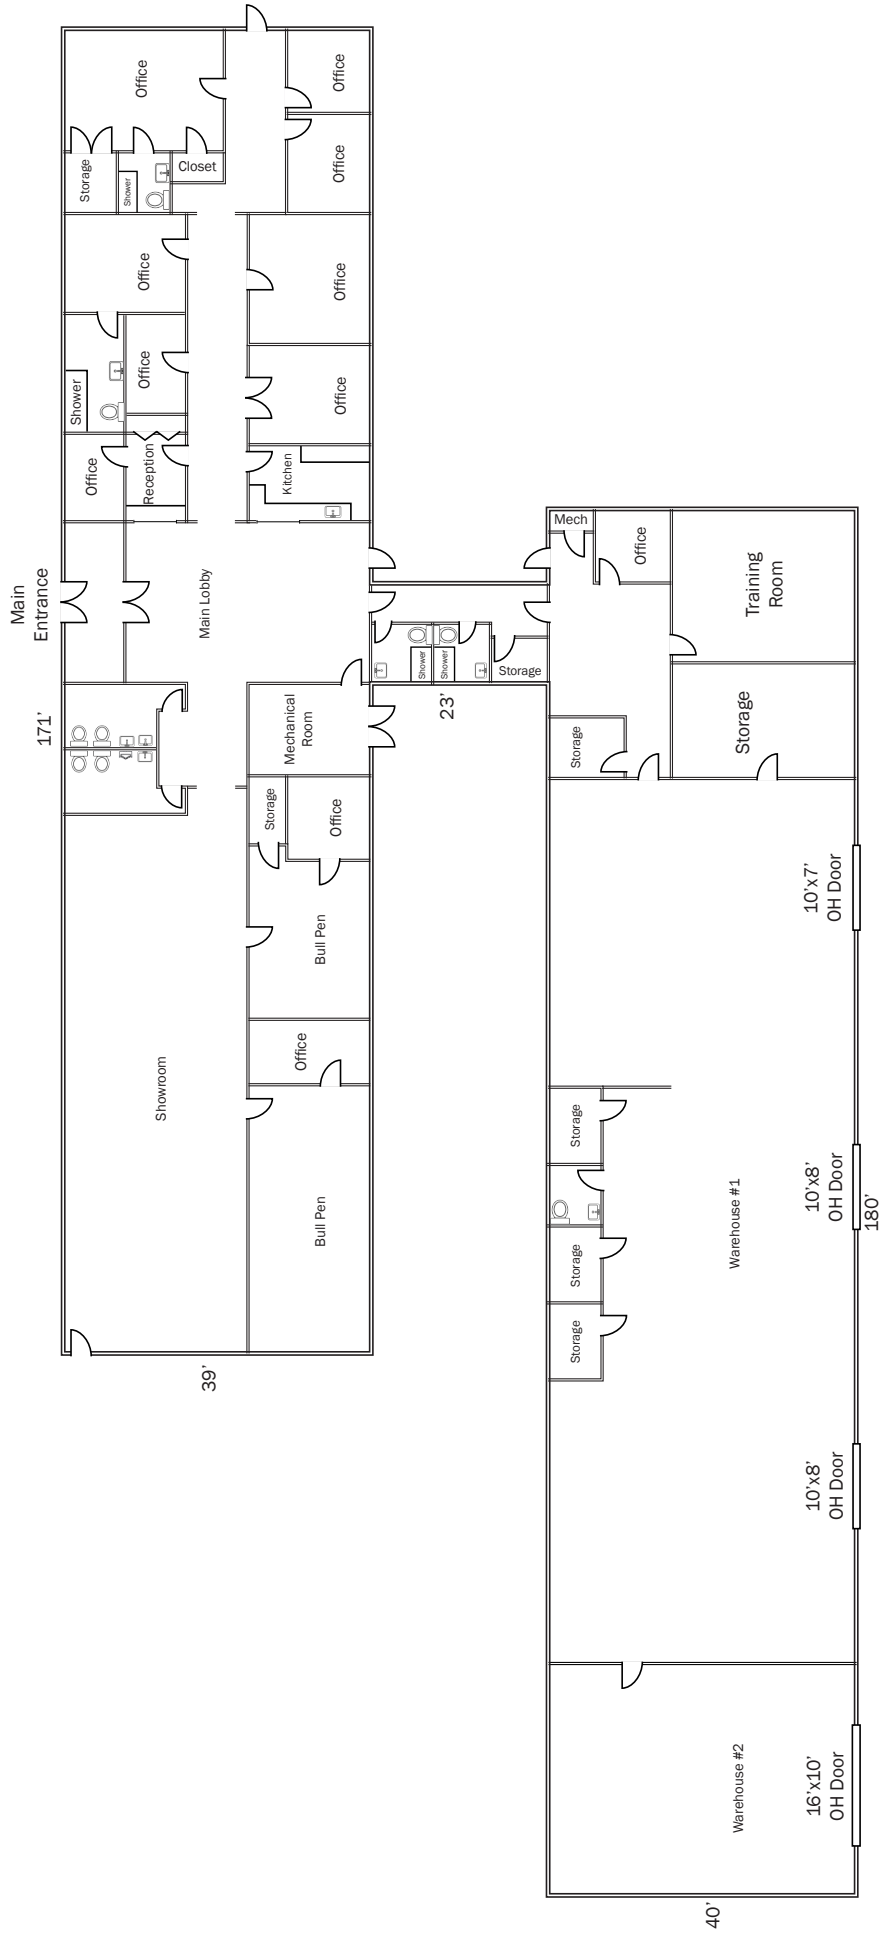 Office
Office
Office
Storage
Shower
Closet
Office
Office
Office
Shower
Office
Office
Office
Reception
Kitchen
Main
Entrance
Main Lobby
Mech
Office
Training
Room
Shower
Shower
Storage
171’
23’
Mechanical
Room
Storage
Storage
Storage
Office
10’x7’
OH Door
Bull Pen
Showroom
Office
Storage
Bull Pen
Storage
Storage
Warehouse #1
10’x8’
OH Door
180’
39’
10’x8’
OH Door
Warehouse #2
16’x10’
OH Door
40’